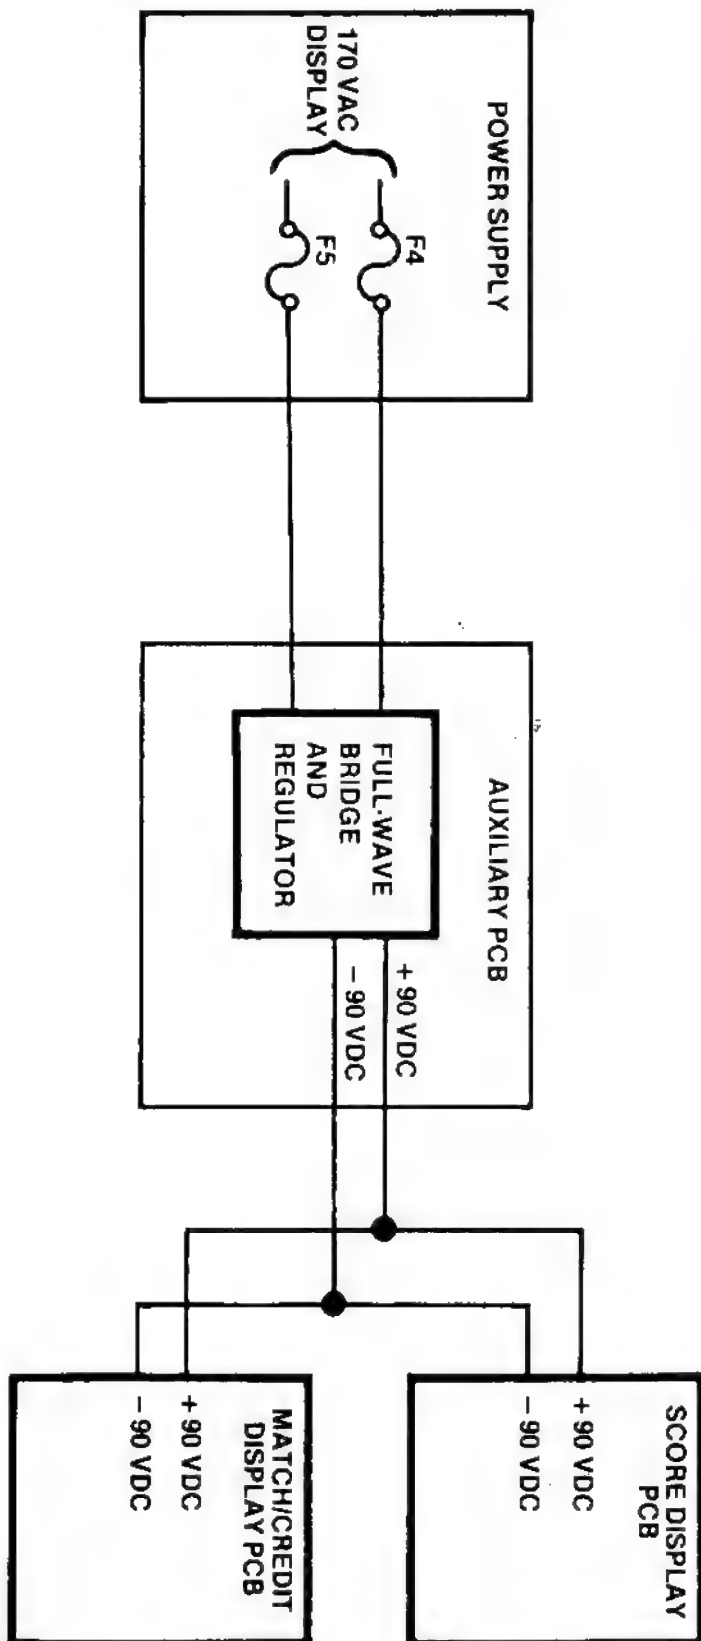 POWER SUPPLY
170 VAC
DISPLAY
F4
F5
AUXILIARY PCB
FULL-WAVE
BRIDGE
AND
REGULATOR
+ 90 VDC
– 90 VDC
SCORE DISPLAY
PCB
+ 90 VDC
– 90 VDC
MATCH/CREDIT
DISPLAY PCB
+ 90 VDC
– 90 VDC